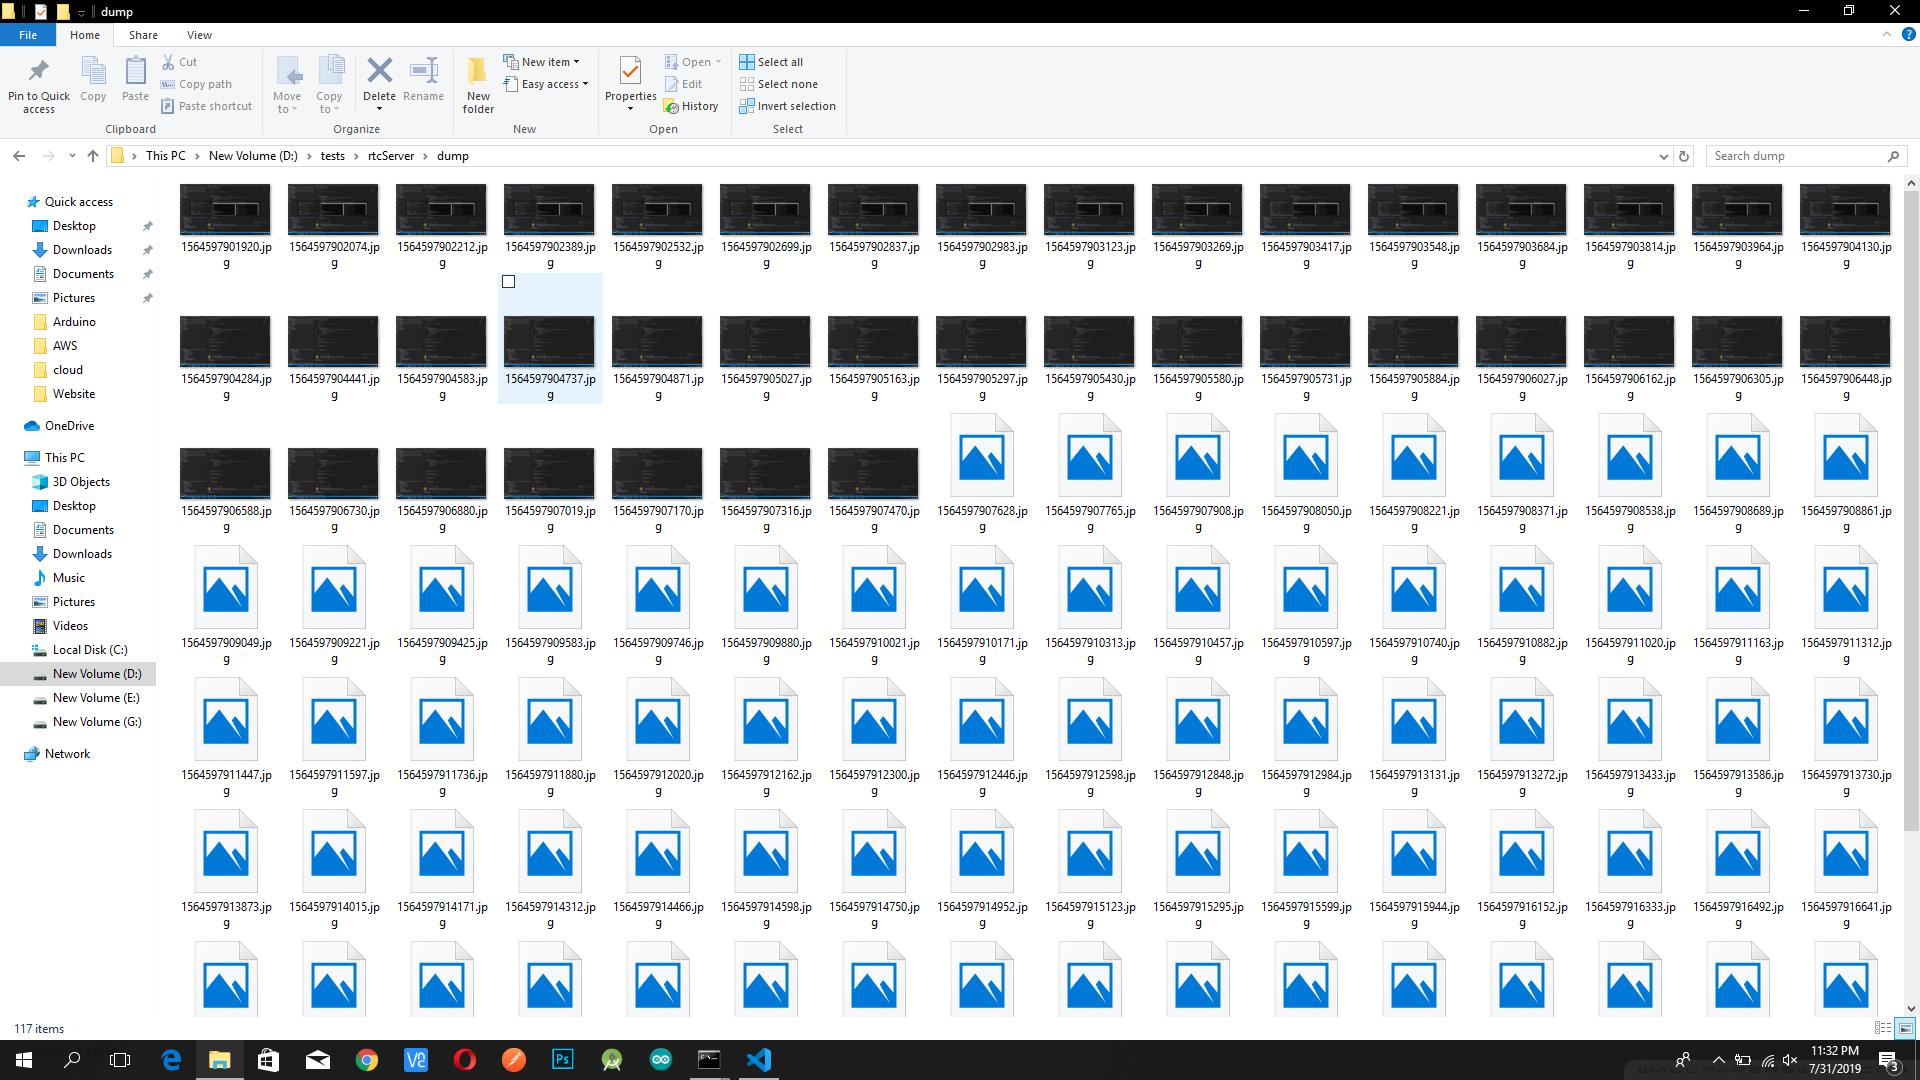 dump
File Home Share View
Pin to Quick access
Copy
Paste
Cut
Copy path
Paste shortcut
Clipboard
Move to
Copy to
Delete
Rename
Organize
New folder
New item
Easy access
New
Properties
Open
Edit
History
Open
Select all
Select none
Invert selection
Select
This PC New Volume (D:) tests rtcServer dump
Search dump
Quick access
Desktop
Downloads
Documents
Pictures
Arduino
AWS
cloud
Website
OneDrive
This PC
3D Objects
Desktop
Documents
Downloads
Music
Pictures
Videos
Local Disk (C:)
New Volume (D:)
New Volume (E:)
New Volume (G:)
Network
1564597901920.jpg 1564597902074.jpg 1564597902212.jpg 1564597902389.jpg 1564597902532.jpg 1564597902699.jpg 1564597902837.jpg 1564597902983.jpg 1564597903123.jpg 1564597903269.jpg 1564597903417.jpg 1564597903548.jpg 1564597903684.jpg 1564597903814.jpg 1564597903964.jpg 1564597904130.jpg
1564597904284.jpg 1564597904441.jpg 1564597904583.jpg 1564597904737.jpg 1564597904871.jpg 1564597905027.jpg 1564597905163.jpg 1564597905297.jpg 1564597905430.jpg 1564597905580.jpg 1564597905731.jpg 1564597905884.jpg 1564597906027.jpg 1564597906162.jpg 1564597906305.jpg 1564597906448.jpg
1564597906588.jpg 1564597906730.jpg 1564597906880.jpg 1564597907019.jpg 1564597907170.jpg 1564597907316.jpg 1564597907470.jpg 1564597907628.jpg 1564597907765.jpg 1564597907908.jpg 1564597908050.jpg 1564597908221.jpg 1564597908371.jpg 1564597908538.jpg 1564597908689.jpg 1564597908861.jpg
1564597909049.jpg 1564597909221.jpg 1564597909425.jpg 1564597909583.jpg 1564597909746.jpg 1564597909880.jpg 1564597910021.jpg 1564597910171.jpg 1564597910313.jpg 1564597910457.jpg 1564597910597.jpg 1564597910740.jpg 1564597910882.jpg 1564597911020.jpg 1564597911163.jpg 1564597911312.jpg
1564597911447.jpg 1564597911597.jpg 1564597911736.jpg 1564597911880.jpg 1564597912020.jpg 1564597912162.jpg 1564597912300.jpg 1564597912446.jpg 1564597912598.jpg 1564597912848.jpg 1564597912984.jpg 1564597913131.jpg 1564597913272.jpg 1564597913433.jpg 1564597913586.jpg 1564597913730.jpg
1564597913873.jpg 1564597914015.jpg 1564597914171.jpg 1564597914312.jpg 1564597914466.jpg 1564597914598.jpg 1564597914750.jpg 1564597914952.jpg 1564597915123.jpg 1564597915295.jpg 1564597915599.jpg 1564597915944.jpg 1564597916152.jpg 1564597916333.jpg 1564597916492.jpg 1564597916641.jpg
117 items
Ps
11:32 PM
7/31/2019
3